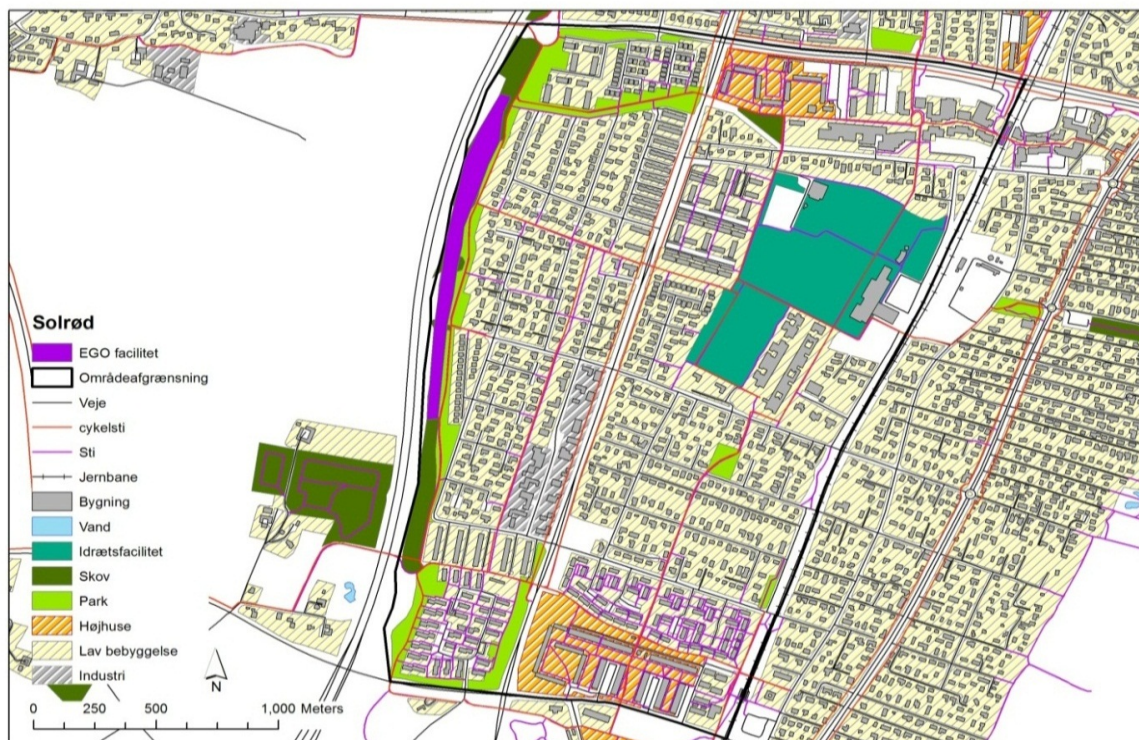 Solrød
EGO facilitet
Områdeafgrænsning
Veje
cykelsti
Sti
Jernbane
Bygning
Vand
Idrætsfacilitet
Skov
Park
Højhuse
Lav bebyggelse
Industri
N
0 250 500 1,000 Meters